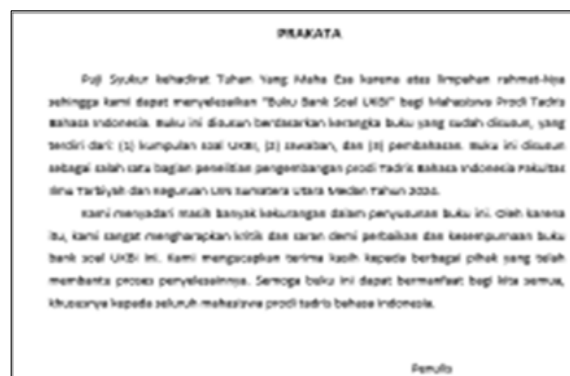 PRAKATA
Puji Syukur kehadirat Tuhan Yang Maha Esa karena atas limpahan rahmat-Nya
sehingga kami dapat menyelesaikan "Buku Bank Soal UKBI" bagi Mahasiswa Prodi Tadris
Bahasa Indonesia. Buku ini disusun berdasarkan kerangka buku yang sudah disusun, yang
terdiri dari: (1) kumpulan soal UKBI, (2) jawaban, dan (3) pembahasan. Buku ini disusun
sebagai salah satu bagian penelitian pengembangan prodi Tadris Bahasa Indonesia Fakultas
Ilmu Tarbiyah dan Keguruan UIN Sumatera Utara Medan Tahun
Kami menyadari masih banyak kekurangan dalam penyusunan buku ini. Oleh karena
itu, kami sangat mengharapkan kritik dan saran demi perbaikan dan kesempurnaan buku
bank soal UKBI ini. Kami mengucapkan terima kasih kepada berbagai pihak yang telah
membantu proses penyelesainnya. Semoga buku ini dapat bermanfaat bagi kita semua,
khususnya kepada seluruh mahasiswa prodi tadris bahasa Indonesia.
Penulis